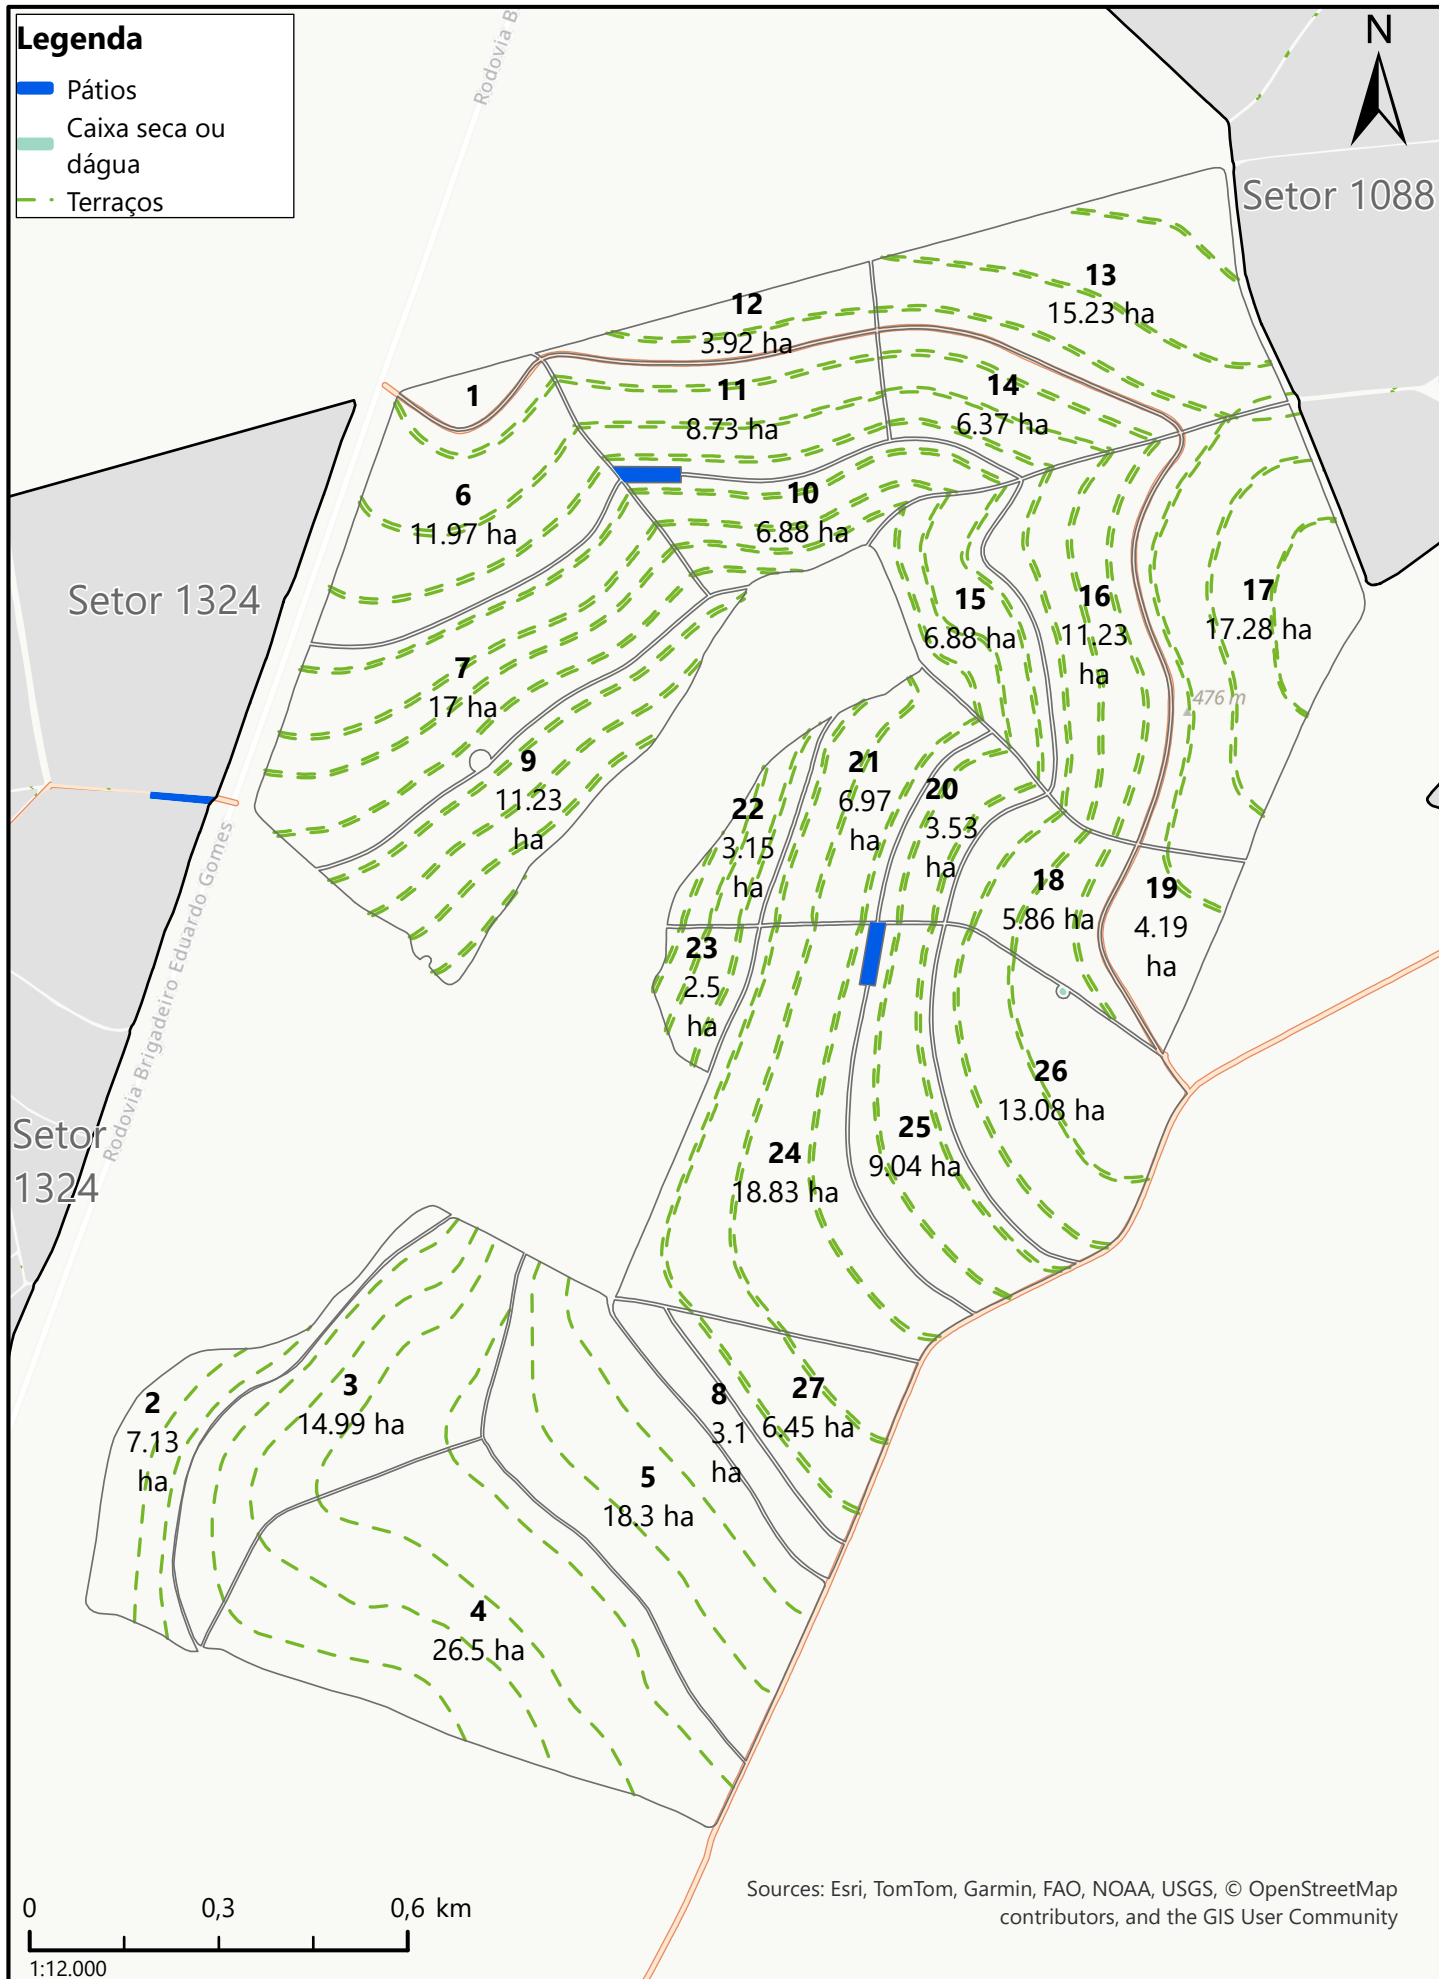 Legenda
Pátios
Caixa seca ou
dágua
Terraços
Rodovia B
N
Setor 1088
13
15.23 ha
12
3.92 ha
1
11
8.73 ha
14
6.37 ha
6
11.97 ha
10
6.88 ha
Setor 1324
15
6.88 ha
16
11.23
ha
17
17.28 ha
7
17 ha
476 m
9
11.23
ha
21
6.97
ha
20
3.53
ha
22
3.15
ha
18
5.86 ha
19
4.19
ha
23
2.5
ha
Rodovia Brigadeiro Eduardo Gomes
Setor
1324
26
13.08 ha
25
9.04 ha
24
18.83 ha
3
14.99 ha
2
7.13
ha
8
3.1
ha
27
6.45 ha
5
18.3 ha
4
26.5 ha
Sources: Esri, TomTom, Garmin, FAO, NOAA, USGS, © OpenStreetMap
contributors, and the GIS User Community
0 0,3 0,6 km
1:12.000